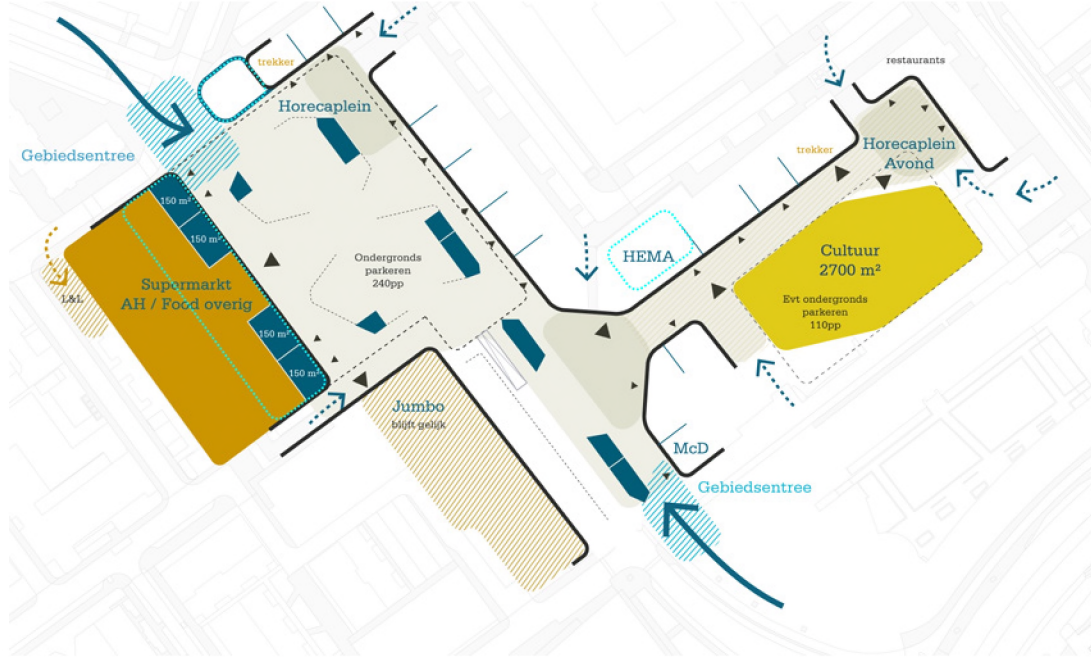 restaurants
trekker
Horecaplein
Gebiedsentree
trekker
Horecaplein
Avond
150 m²
150 m²
HEMA
Cultuur
2700 m²
Ondergronds
parkeren
240pp
L&L
Supermarkt
AH / Food overig
Evt ondergronds
parkeren
110pp
150 m²
150 m²
Jumbo
blijft gelijk
McD
Gebiedsentree